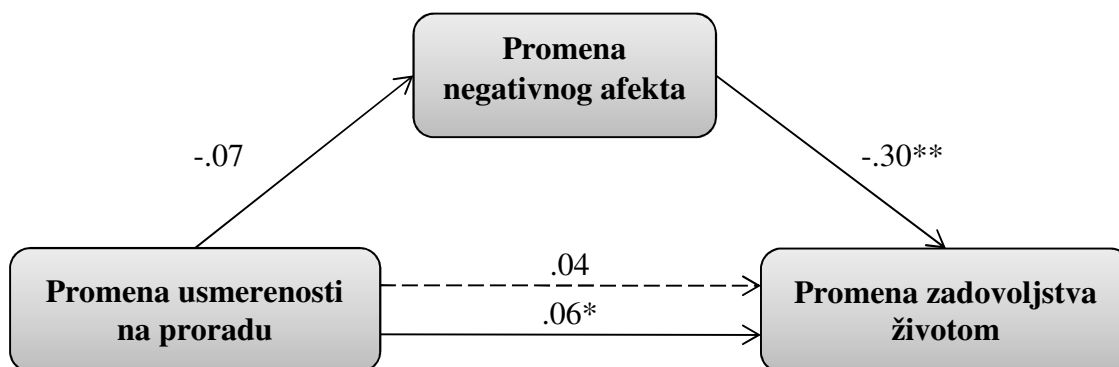 Promena
negativnog afekta
-.07
-.30**
Promena usmerenosti
na proradu
.04
.06*
Promena zadovoljstva
životom